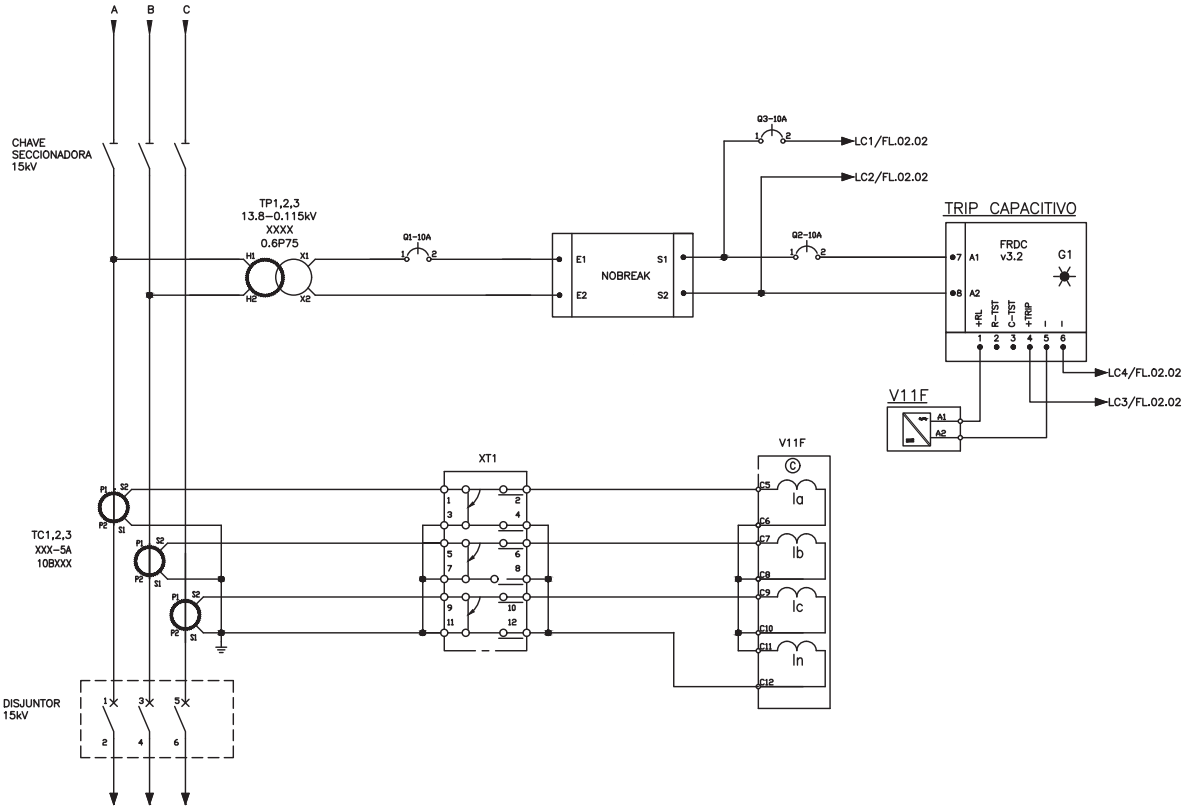 A B C
CHAVE
SECCIONADORA
15kV
TP1,2,3
13.8-0.115kV
XXXX
0.6P75
H1 X1
H2 X2
Q1-10A
1 2
E1 S1
NOBREAK
E2 S2
Q3-10A
1 2
LC1/FL.02.02
LC2/FL.02.02
Q2-10A
1 2
TRIP CAPACITIVO
FRDC
v3.2
G1
7 A1
8 A2
+RL R-TST C-TST +TRIP - -
1 2 3 4 5 6
LC4/FL.02.02
LC3/FL.02.02
V11F
A1
A2
XT1
1 2
3 4
5 6
7 8
9 10
11 12
V11F
C
C5
Ia
C6
C7
Ib
C8
C9
Ic
C10
C11
In
C12
P1 S2
P2 S1
TC1,2,3
XXX-5A
10BXXX
P1 S2
P2 S1
P1 S2
P2 S1
DISJUNTOR
15kV
1 3 5
2 4 6